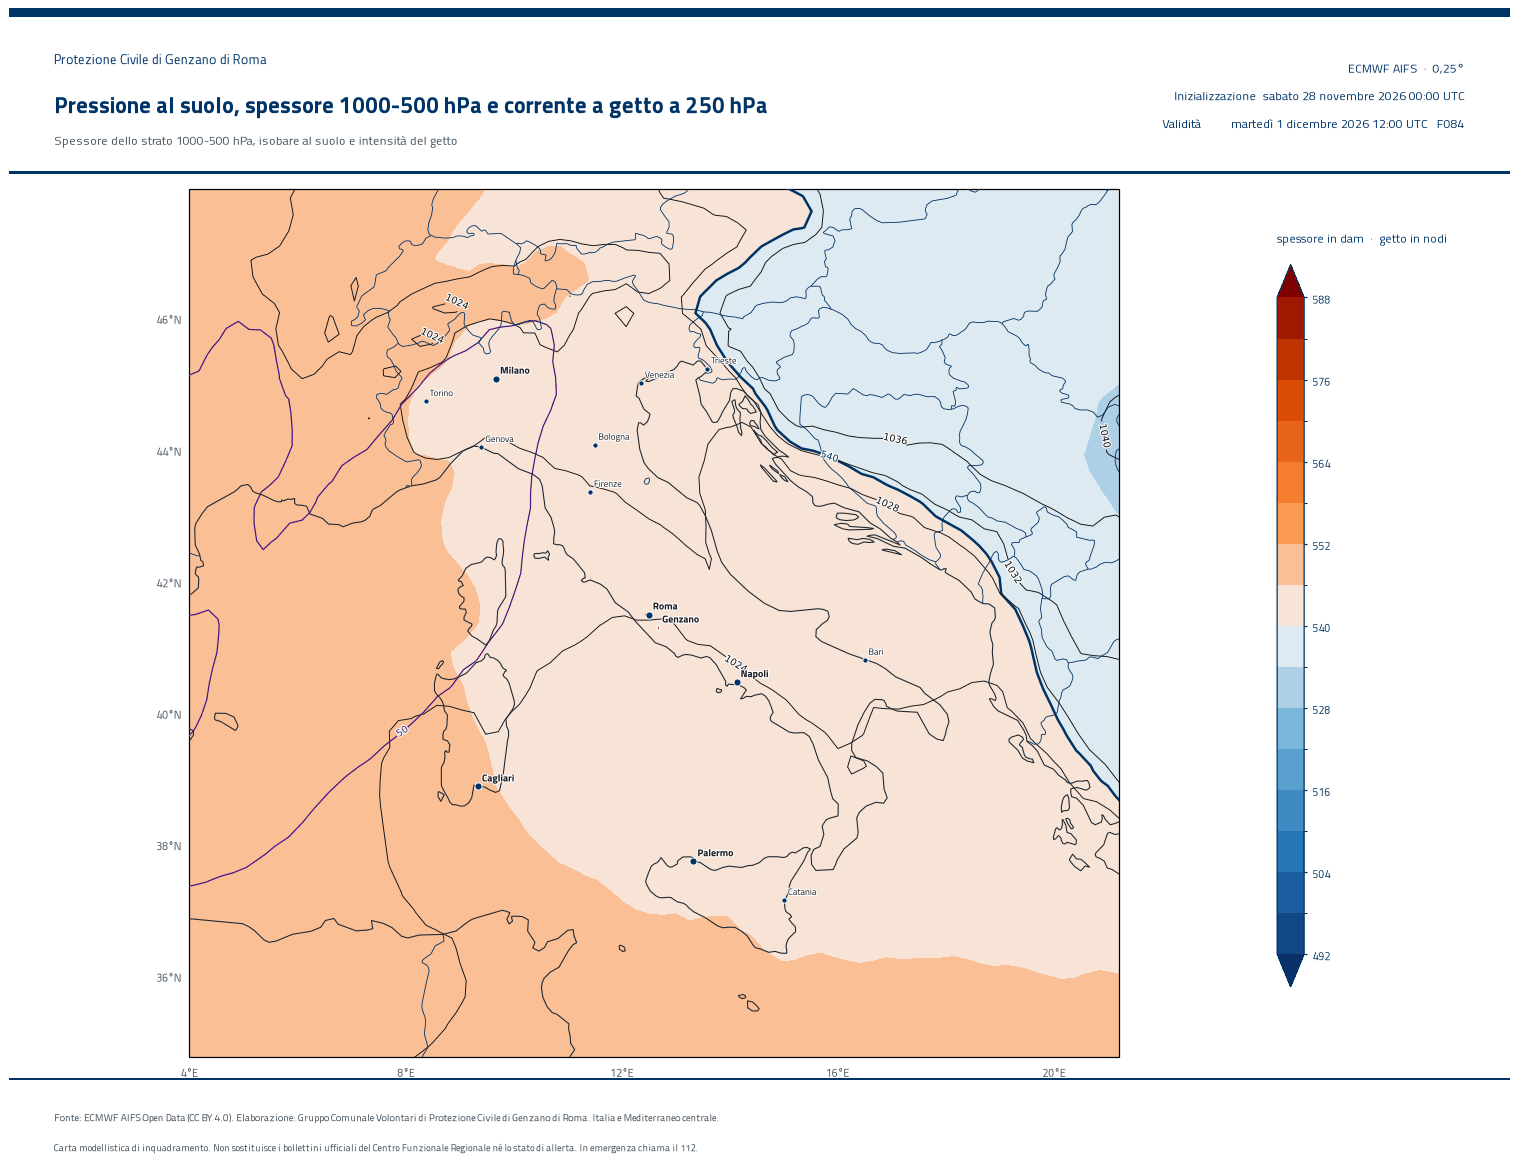 Protezione Civile di Genzano di Roma
Pressione al suolo, spessore 1000-500 hPa e corrente a getto a 250 hPa
Spessore dello strato 1000-500 hPa, isobare al suolo e intensità del getto
ECMWF AIFS · 0,25°
Inizializzazione sabato 28 novembre 2026 00:00 UTC
Validità martedì 1 dicembre 2026 12:00 UTC F084
spessore in dam · getto in nodi
588
576
564
552
540
528
516
504
492
46°N
44°N
42°N
40°N
38°N
36°N
4°E
8°E
12°E
16°E
20°E
1024
1024
Milano
Torino
Venezia
Trieste
Genova
Bologna
Firenze
1036
1040
540
1028
1032
Roma
Genzano
1024
Napoli
Bari
50
Cagliari
Palermo
Catania
Fonte: ECMWF AIFS Open Data (CC BY 4.0). Elaborazione: Gruppo Comunale Volontari di Protezione Civile di Genzano di Roma. Italia e Mediterraneo centrale.
Carta modellistica di inquadramento. Non sostituisce i bollettini ufficiali del Centro Funzionale Regionale né lo stato di allerta. In emergenza chiama il 112.